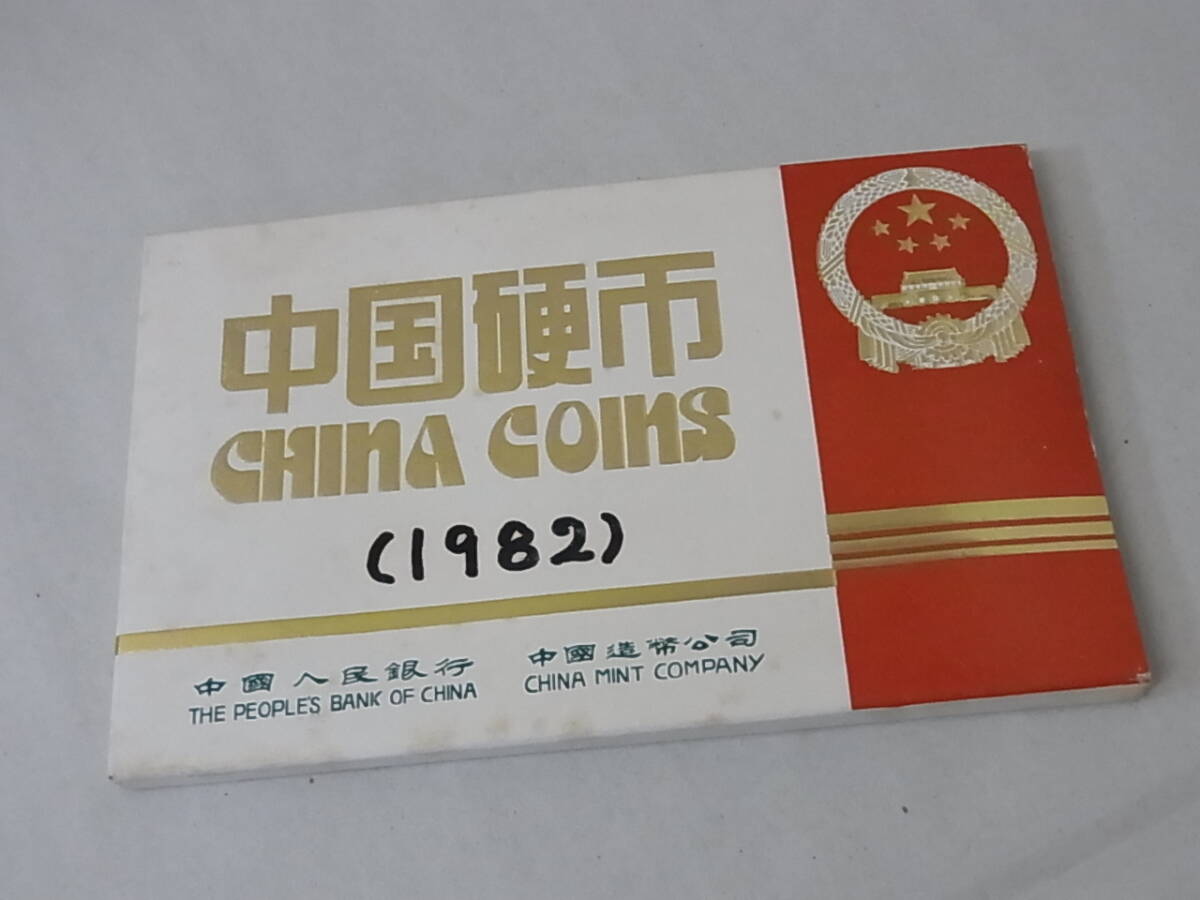 中国硬币
CHINA COINS
(1982)
中國人民銀行
THE PEOPLE'S BANK OF CHINA
中國造幣公司
CHINA MINT COMPANY